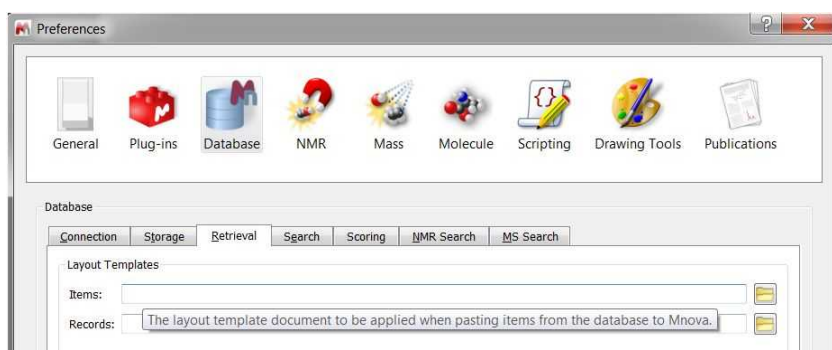 Preferences
General Plug-ins Database NMR Mass Molecule Scripting Drawing Tools Publications
Database
Connection Storage Retrieval Search Scoring NMR Search MS Search
Layout Templates
Items:
The layout template document to be applied when pasting items from the database to Mnova.
Records: